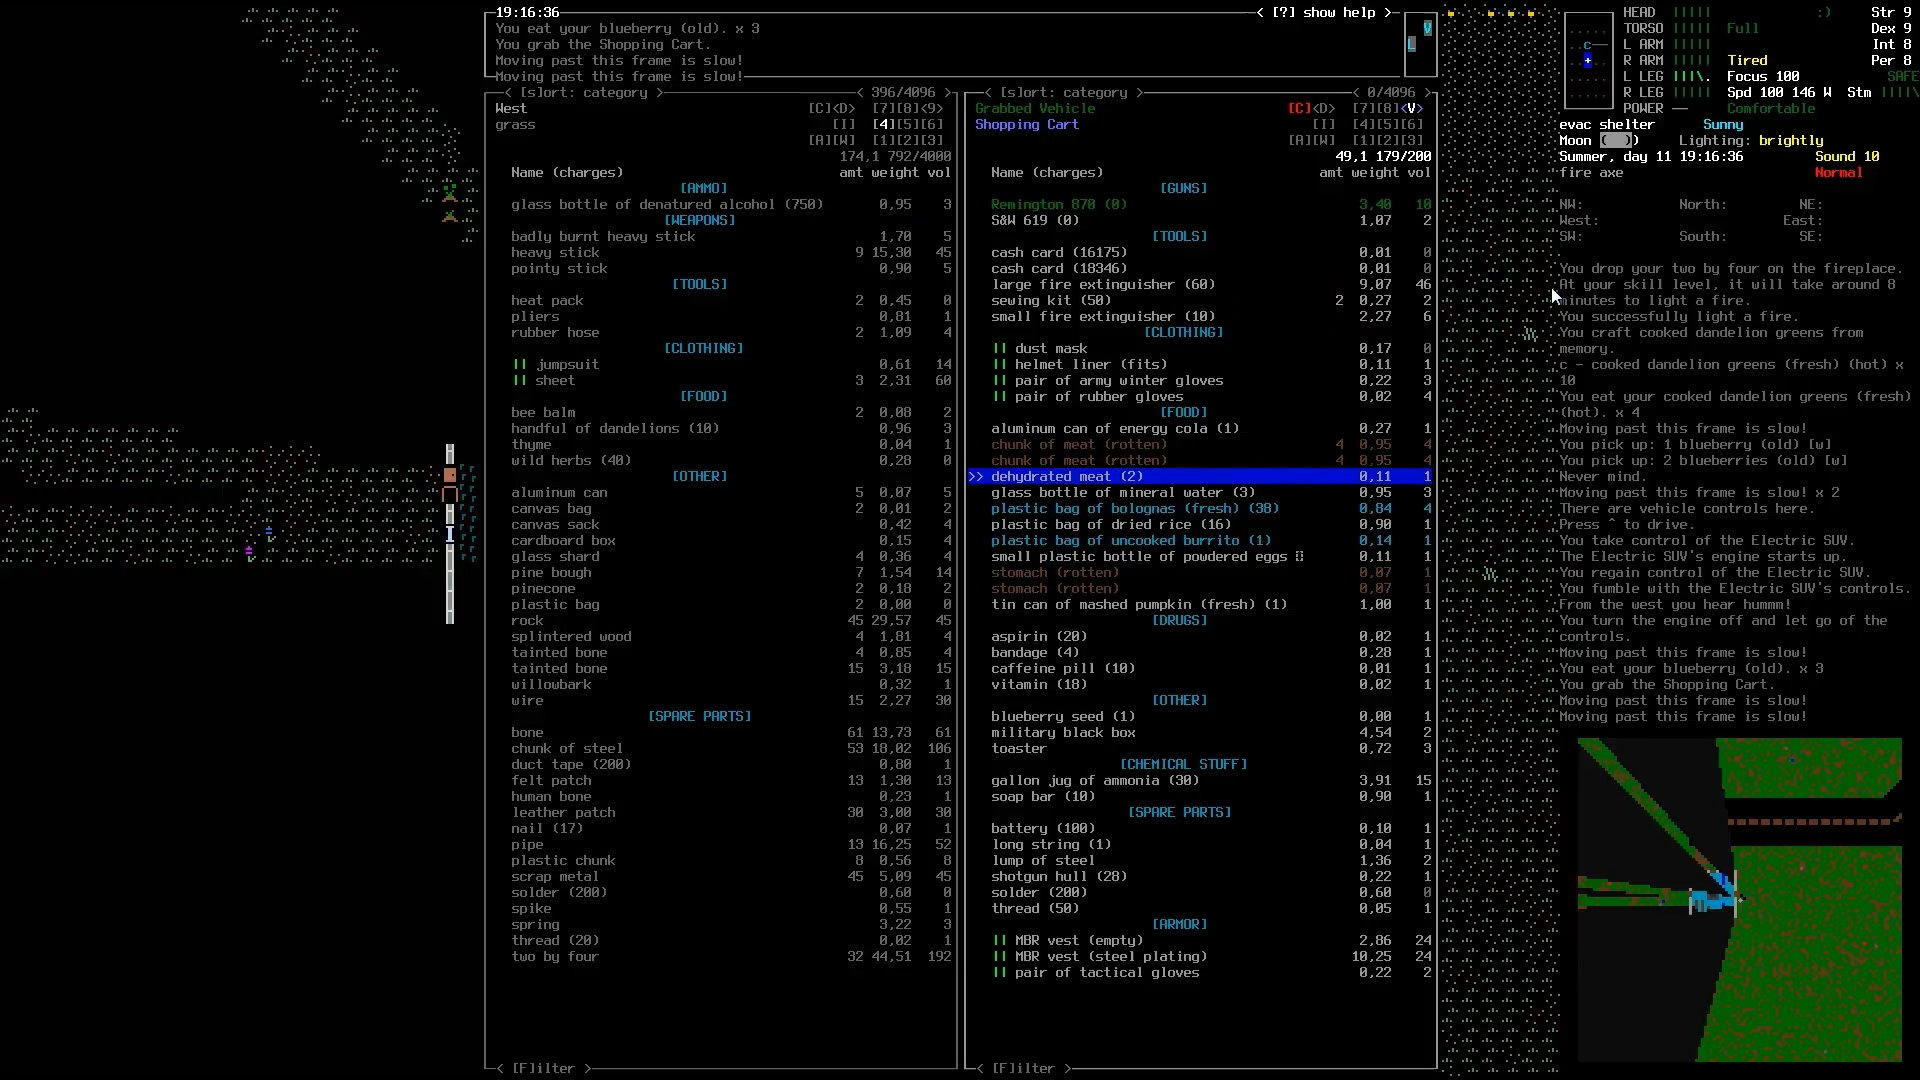 19:16:36 < [?] show help >
You eat your blueberry (old). x 3
You grab the Shopping Cart.
Moving past this frame is slow!
Moving past this frame is slow!
V
L
< [s]ort: category > < 396/4096 >
West [C]<D> [7][8]<9>
grass [I] [4][5][6]
[A][W] [1][2][3]
174,1 792/4000
Name (charges) amt weight vol
[AMMO]
glass bottle of denatured alcohol (750) 0,95 3
[WEAPONS]
badly burnt heavy stick 1,70 5
heavy stick 9 15,30 45
pointy stick 0,90 5
[TOOLS]
heat pack 2 0,45 0
pliers 0,81 1
rubber hose 2 1,09 4
[CLOTHING]
|| jumpsuit 0,61 14
|| sheet 3 2,31 60
[FOOD]
bee balm 2 0,08 2
handful of dandelions (10) 0,96 3
thyme 0,04 1
wild herbs (40) 0,28 0
[OTHER]
aluminum can 5 0,07 5
canvas bag 2 0,01 2
canvas sack 0,42 4
cardboard box 0,15 4
glass shard 4 0,36 4
pine bough 7 1,54 14
pinecone 2 0,18 2
plastic bag 2 0,00 0
rock 45 29,57 45
splintered wood 4 1,81 4
tainted bone 4 0,85 4
tainted bone 15 3,18 15
willowbark 0,32 1
wire 15 2,27 30
[SPARE PARTS]
bone 61 13,73 61
chunk of steel 53 18,02 106
duct tape (200) 0,80 1
felt patch 13 1,30 13
human bone 0,23 1
leather patch 30 3,00 30
nail (17) 0,07 1
pipe 13 16,25 52
plastic chunk 8 0,56 8
scrap metal 45 5,09 45
solder (200) 0,60 0
spike 0,55 1
spring 3,22 3
thread (20) 0,02 1
two by four 32 44,51 192
< [F]ilter >
< [s]ort: category > < 0/4096 >
Grabbed Vehicle [C]<D> [7][8]<V>
Shopping Cart [I] [4][5][6]
[A][W] [1][2][3]
49,1 179/200
Name (charges) amt weight vol
[GUNS]
Remington 870 (0) 3,40 10
S&W 619 (0) 1,07 2
[TOOLS]
cash card (16175) 0,01 0
cash card (18346) 0,01 0
large fire extinguisher (60) 9,07 46
sewing kit (50) 2 0,27 2
small fire extinguisher (10) 2,27 6
[CLOTHING]
|| dust mask 0,17 0
|| helmet liner (fits) 0,11 1
|| pair of army winter gloves 0,22 3
|| pair of rubber gloves 0,02 4
[FOOD]
aluminum can of energy cola (1) 0,27 1
chunk of meat (rotten) 4 0,95 4
chunk of meat (rotten) 4 0,95 4
>> dehydrated meat (2) 0,11 1
glass bottle of mineral water (3) 0,95 3
plastic bag of bolognas (fresh) (38) 0,84 4
plastic bag of dried rice (16) 0,90 1
plastic bag of uncooked burrito (1) 0,14 1
small plastic bottle of powdered eggs 0,11 1
stomach (rotten) 0,07 1
stomach (rotten) 0,07 1
tin can of mashed pumpkin (fresh) (1) 1,00 1
[DRUGS]
aspirin (20) 0,02 1
bandage (4) 0,28 1
caffeine pill (10) 0,01 1
vitamin (18) 0,02 1
[OTHER]
blueberry seed (1) 0,00 1
military black box 4,54 2
toaster 0,72 3
[CHEMICAL STUFF]
gallon jug of ammonia (30) 3,91 15
soap bar (10) 0,90 1
[SPARE PARTS]
battery (100) 0,10 1
long string (1) 0,04 1
lump of steel 1,36 2
shotgun hull (28) 0,22 1
solder (200) 0,60 0
thread (50) 0,05 1
[ARMOR]
|| MBR vest (empty) 2,86 24
|| MBR vest (steel plating) 10,25 24
|| pair of tactical gloves 0,22 2
< [F]ilter >
HEAD ||||| :) Str 9
TORSO ||||| Full Dex 9
L ARM ||||| Int 8
R ARM ||||| Tired Per 8
L LEG |||\. Focus 100 SAFE
R LEG ||||| Spd 100 146 W Stm ||||\
POWER — Comfortable
evac shelter Sunny
Moon ( ) Lighting: brightly
Summer, day 11 19:16:36 Sound 10
fire axe Normal
NW: North: NE:
West: East:
SW: South: SE:
You drop your two by four on the fireplace.
At your skill level, it will take around 8
minutes to light a fire.
You successfully light a fire.
You craft cooked dandelion greens from
memory.
c - cooked dandelion greens (fresh) (hot) x
10
You eat your cooked dandelion greens (fresh)
(hot). x 4
Moving past this frame is slow!
You pick up: 1 blueberry (old) [w]
You pick up: 2 blueberries (old) [w]
Never mind.
Moving past this frame is slow! x 2
There are vehicle controls here.
Press ^ to drive.
You take control of the Electric SUV.
The Electric SUV's engine starts up.
You regain control of the Electric SUV.
You fumble with the Electric SUV's controls.
From the west you hear hummm!
You turn the engine off and let go of the
controls.
Moving past this frame is slow!
You eat your blueberry (old). x 3
You grab the Shopping Cart.
Moving past this frame is slow!
Moving past this frame is slow!